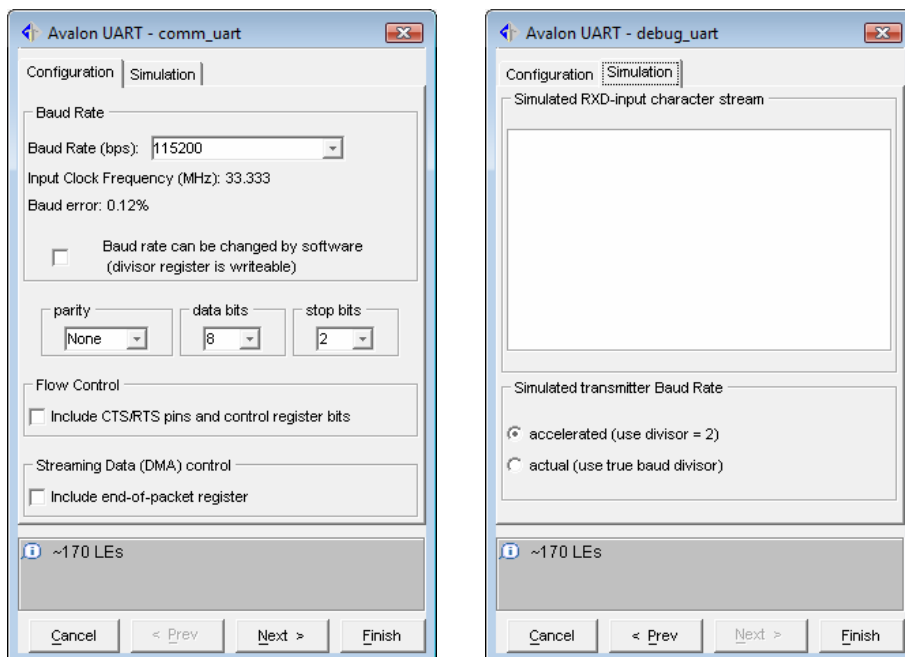 Avalon UART - comm_uart
Configuration
Simulation
Baud Rate
Baud Rate (bps): 115200
Input Clock Frequency (MHz): 33.333
Baud error: 0.12%
Baud rate can be changed by software
(divisor register is writeable)
parity
data bits
stop bits
None
8
2
Flow Control
Include CTS/RTS pins and control register bits
Streaming Data (DMA) control
Include end-of-packet register
~170 LEs
Cancel
< Prev
Next >
Finish
Avalon UART - debug_uart
Configuration
Simulation
Simulated RXD-input character stream
Simulated transmitter Baud Rate
accelerated (use divisor = 2)
actual (use true baud divisor)
~170 LEs
Cancel
< Prev
Next >
Finish